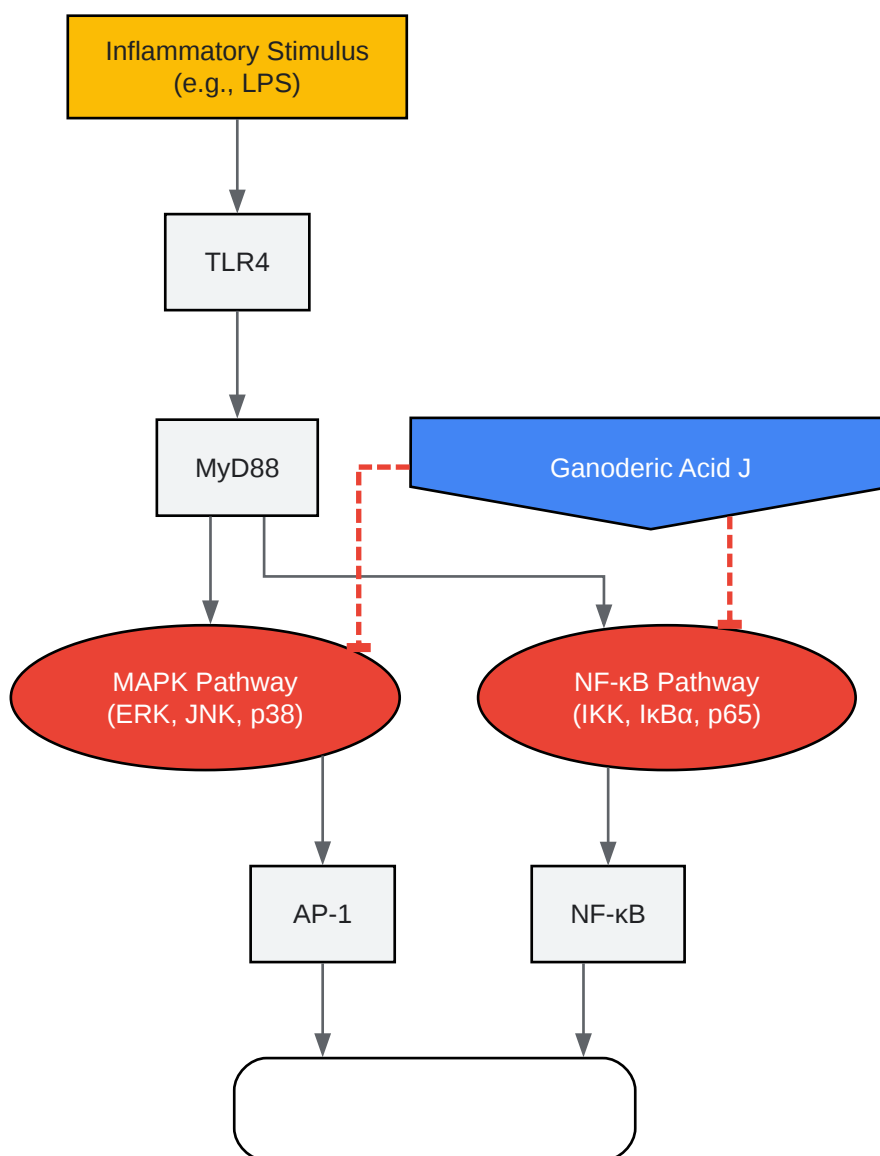 Inflammatory Stimulus
(e.g., LPS)
TLR4
MyD88
Ganoderic Acid J
MAPK Pathway
(ERK, JNK, p38)
NF-κB Pathway
(IKK, IκBα, p65)
AP-1
NF-κB